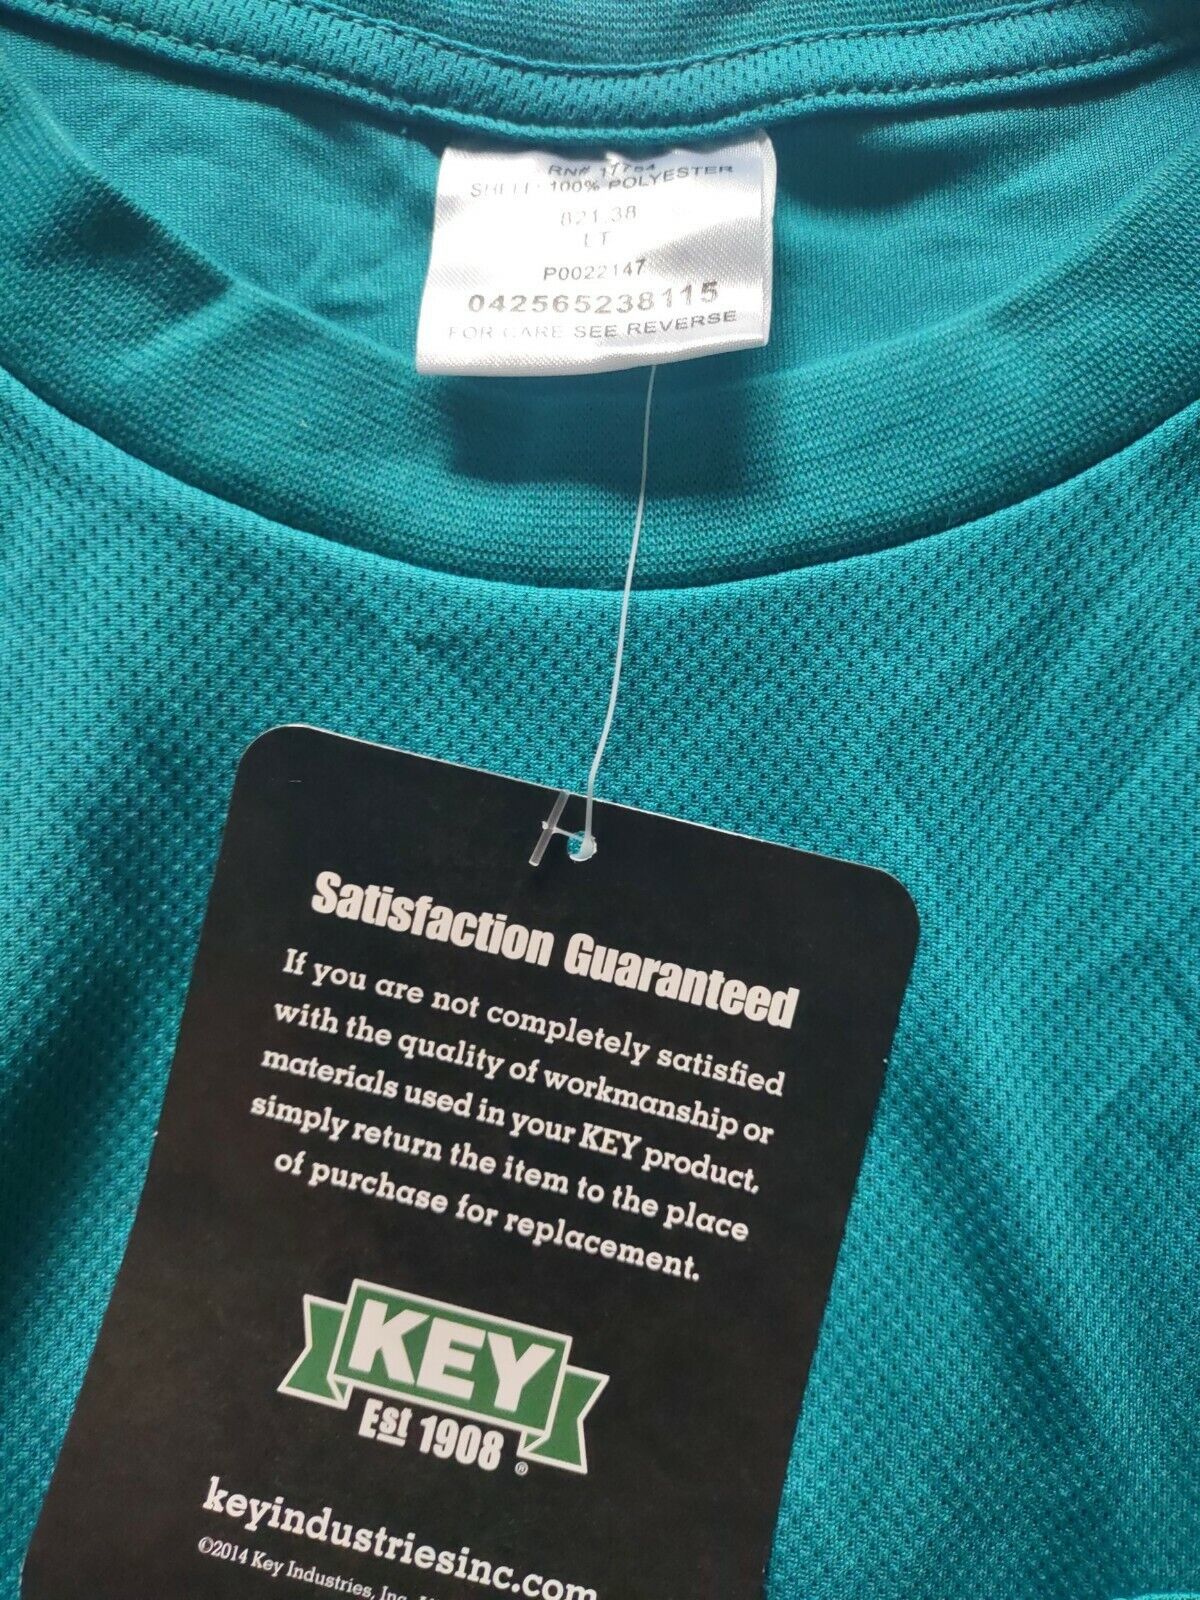 RN# 11754
SHELL: 100% POLYESTER
821.38
LT
P0022147
042565238115
FOR CARE SEE REVERSE
Satisfaction Guaranteed
If you are not completely satisfied
with the quality of workmanship or
materials used in your KEY product,
simply return the item to the place
of purchase for replacement.
KEY
Est 1908 ®
keyindustriesinc.com
©2014 Key Industries, Inc.